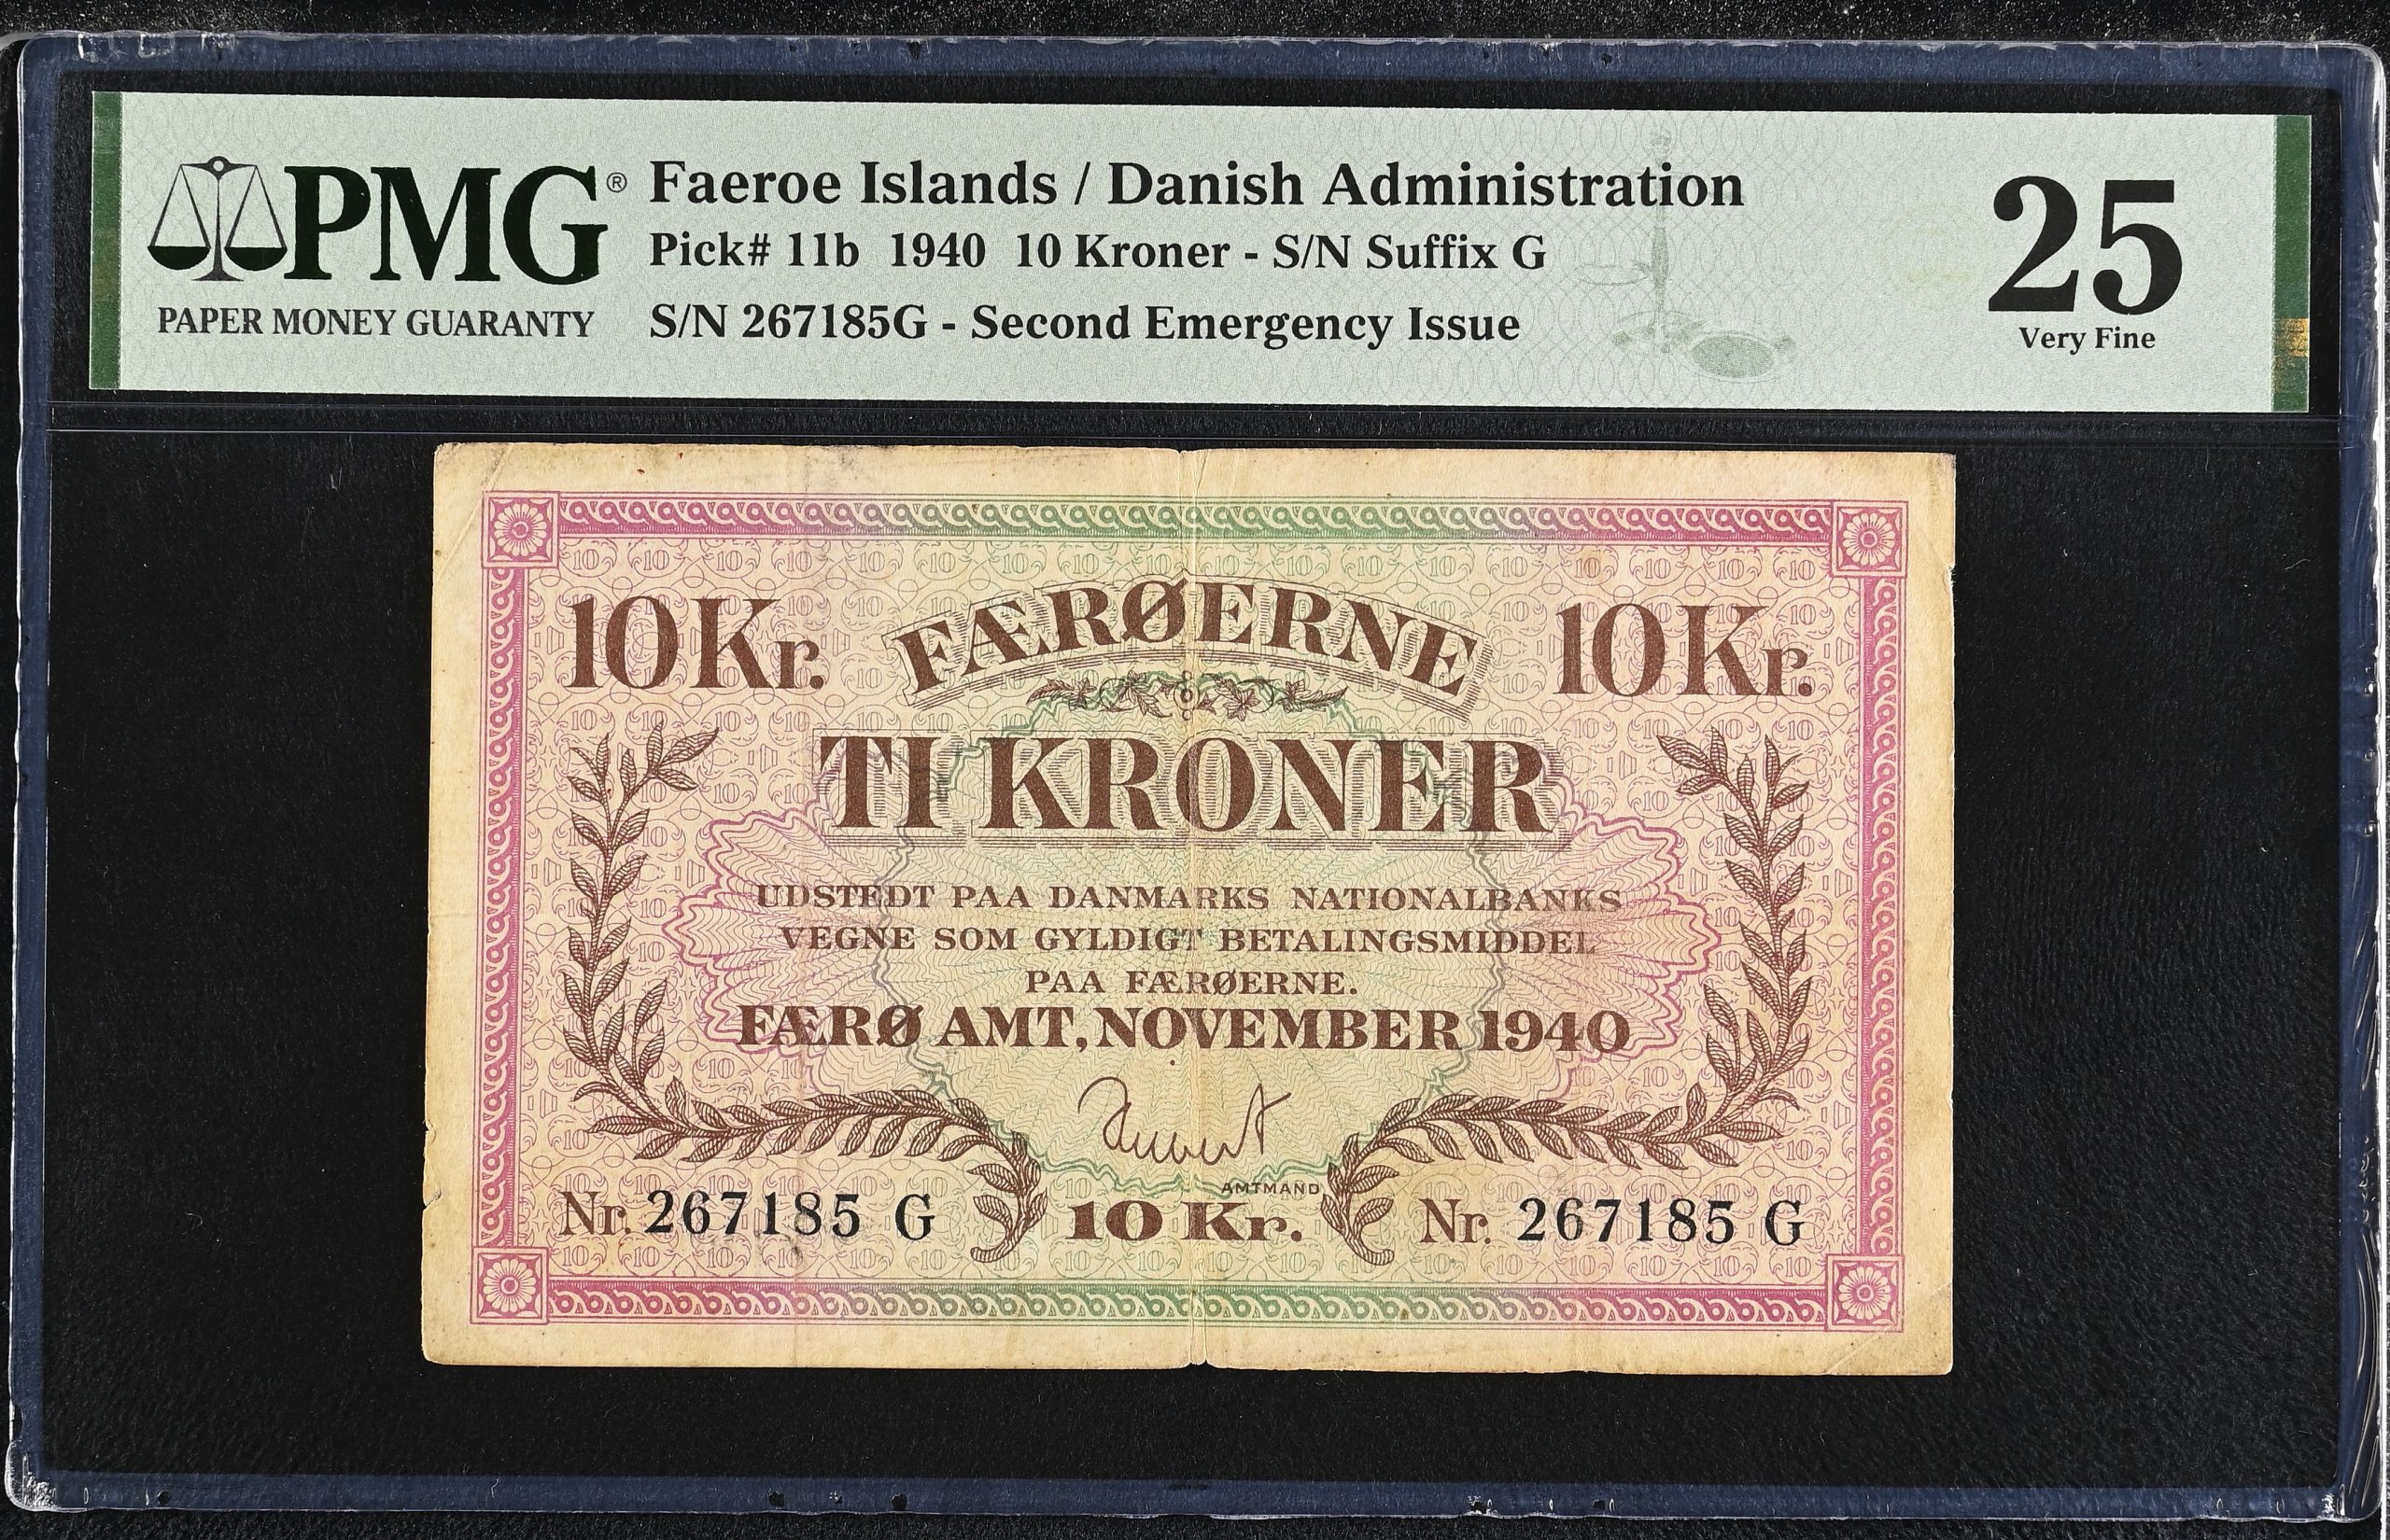 PMG®
PAPER MONEY GUARANTY
Faeroe Islands / Danish Administration
Pick# 11b 1940 10 Kroner - S/N Suffix G
S/N 267185G - Second Emergency Issue
25
Very Fine
10 Kr. FÆRØERNE 10 Kr.
TI KRONER
UDSTEDT PAA DANMARKS NATIONALBANKS
VEGNE SOM GYLDIGT BETALINGSMIDDEL
PAA FÆRØERNE.
FÆRØ AMT, NOVEMBER 1940
AMTMAND
Nr. 267185 G 10 Kr. Nr. 267185 G